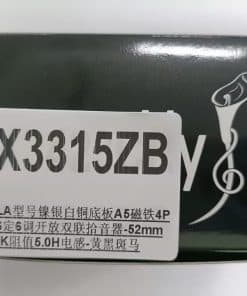 X3315ZB
y
LA型号镍银白铜底板A5磁铁4P
定6调开放双联拾音器-52mm
K阻值5.0H电感-黄黑斑马